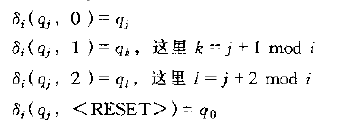 δᵢ(qⱼ, 0)=qⱼ
δᵢ(qⱼ, 1)=qₖ, 这里 k=j+1 mod i
δᵢ(qⱼ, 2)=qₗ, 这里 l=j+2 mod i
δᵢ(qⱼ, <RESET>)=q₀